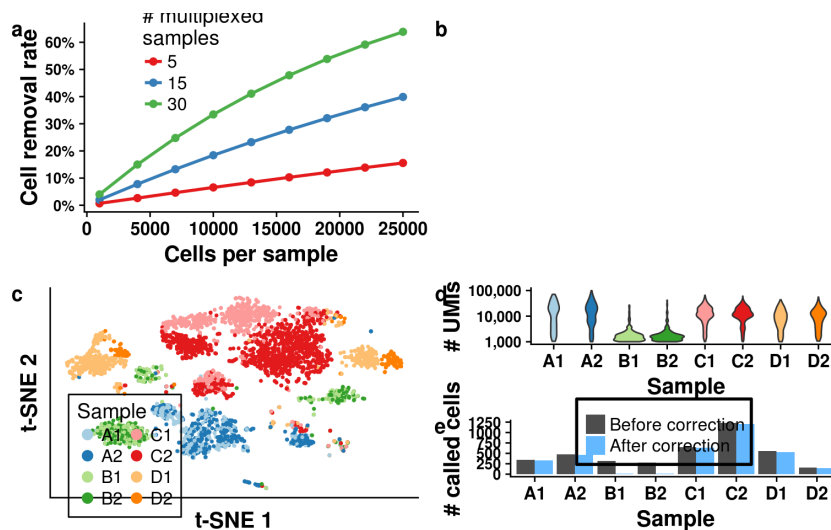 a
# multiplexed
samples
5
15
30
60%
50%
40%
30%
20%
10%
0%
Cell removal rate
0 5000 10000 15000 20000 25000
Cells per sample
b
c
t-SNE 2
Sample
A1 C1
A2 C2
B1 D1
B2 D2
t-SNE 1
d
# UMIs
100,000
10,000
1,000
A1 A2 B1 B2 C1 C2 D1 D2
Sample
e
# called cells
1250
1000
750
500
250
0
Before correction
After correction
A1 A2 B1 B2 C1 C2 D1 D2
Sample